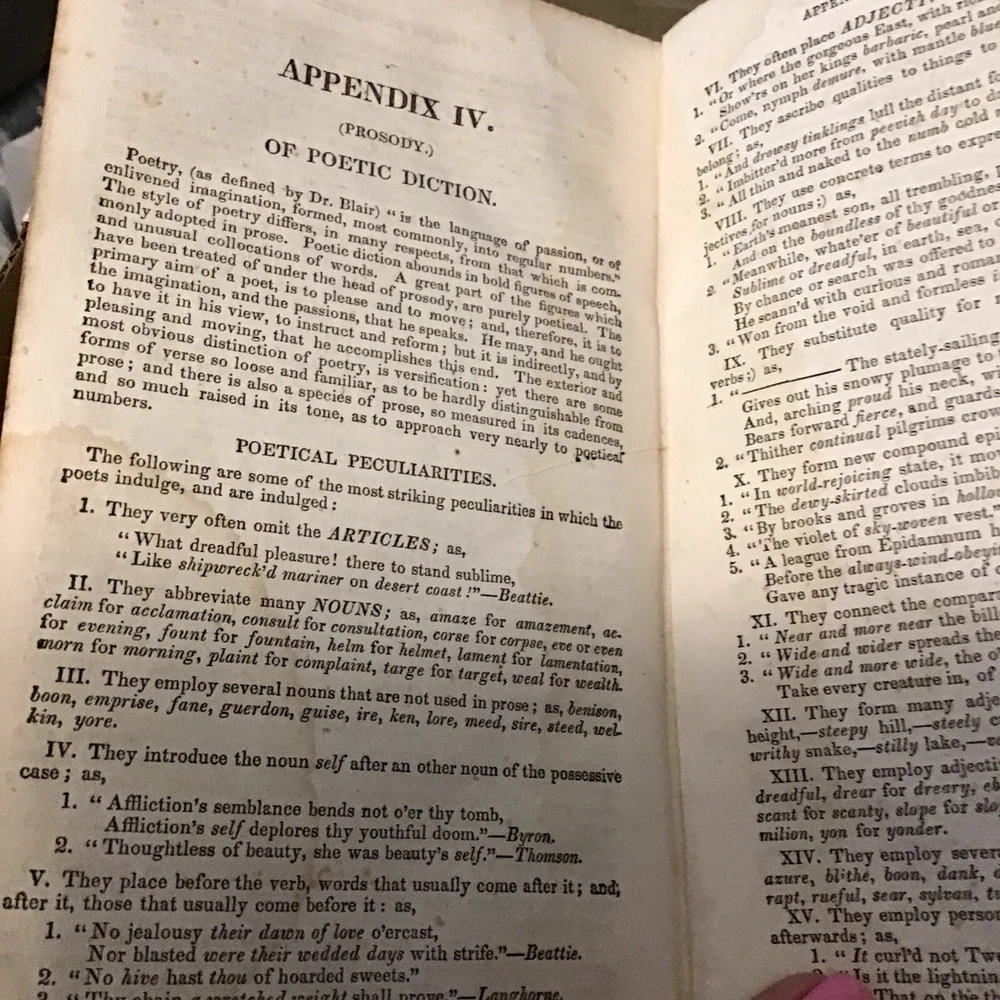 APPENDIX IV.
(PROSODY.)
OF POETIC DICTION.
Poetry, (as defined by Dr. Blair) "is the language of passion, or of
enlivened imagination, formed, most commonly, into regular numbers."
The style of poetry differs, in many respects, from that which is com-
monly adopted in prose. Poetic diction abounds in bold figures of speech,
and unusual collocations of words. A great part of the figures which
have been treated of under the head of prosody, are purely poetical. The
primary aim of a poet, is to please and to move; and, therefore, it is to
the imagination, and the passions, that he speaks. He may, and he ought
to have it in his view, to instruct and reform; but it is indirectly, and by
pleasing and moving, that he accomplishes this end. The exterior and
most obvious distinction of poetry, is versification: yet there are some
forms of verse so loose and familiar, as to be hardly distinguishable from
prose; and there is also a species of prose, so measured in its cadences,
and so much raised in its tone, as to approach very nearly to poetical
numbers.
POETICAL PECULIARITIES.
The following are some of the most striking peculiarities in which the
poets indulge, and are indulged:
I. They very often omit the ARTICLES; as,
"What dreadful pleasure! there to stand sublime,
"Like shipwreck'd mariner on desert coast!"—Beattie.
II. They abbreviate many NOUNS; as, amaze for amazement, ac-
claim for acclamation, consult for consultation, corse for corpse, eve or even
for evening, fount for fountain, helm for helmet, lament for lamentation,
morn for morning, plaint for complaint, targe for target, weal for wealth.
III. They employ several nouns that are not used in prose; as, benison,
boon, emprise, fane, guerdon, guise, ire, ken, lore, meed, sire, steed, wel-
kin, yore.
IV. They introduce the noun self after an other noun of the possessive
case; as,
1. "Affliction's semblance bends not o'er thy tomb,
Affliction's self deplores thy youthful doom."—Byron.
2. "Thoughtless of beauty, she was beauty's self."—Thomson.
V. They place before the verb, words that usually come after it; and,
after it, those that usually come before it: as,
1. "No jealousy their dawn of love o'ercast,
Nor blasted were their wedded days with strife."—Beattie.
2. "No hive hast thou of hoarded sweets."
3. "Thy chain a wretched weight shall prove."—Langhorne.
VI. They often place ADJECTI
1. "Or where the gorgeous East, with
Show'rs on her kings barbaric, pearl and
2. "Come, nymph demure, with mantle
VII. They ascribe qualities to things to
belong; as,
1. "And drowsy tinklings lull the distant
2. "Imbitter'd more from peevish day to
3. "All thin and naked to the numb cold
VIII. They use concrete terms to
jectives for nouns;) as,
1. "Earth's meanest son, all trembling,
And on the boundless of thy goodness
2. "Meanwhile, whate'er of beautiful or
Sublime or dreadful, in earth, sea,
By chance or search was offered to
He scann'd with curious and
3. "Won from the void and formless
IX. They substitute quality for
verbs;) as,
1. " The stately-sailing
Gives out his snowy plumage to
And, arching proud his neck,
Bears forward fierce, and guards
2. "Thither continual pilgrims
X. They form new compound
1. "In world-rejoicing state, it
2. "The dewy-skirted clouds
3. "By brooks and groves in
4. "The violet of sky-woven vest."
5. "A league from Epidamnum
Before the
Gave any tragic instance of
XI. They connect the
1. "Near and more near the
2. "Wide and wider spreads the
3. "Wide and more wide, the
Take every creature in, of
XII. They form many
height,—steepy hill,—steely
writhy snake,—stilly lake,—
XIII. They employ
dreadful, drear for dreary,
scant for scanty, slope for
milion, yon for yonder.
XIV. They employ
azure, blithe, boon, dank,
rapt, rueful, sear, sylvan,
XV. They employ
afterwards; as,
1. "It curl'd not
"Is it the
That on the